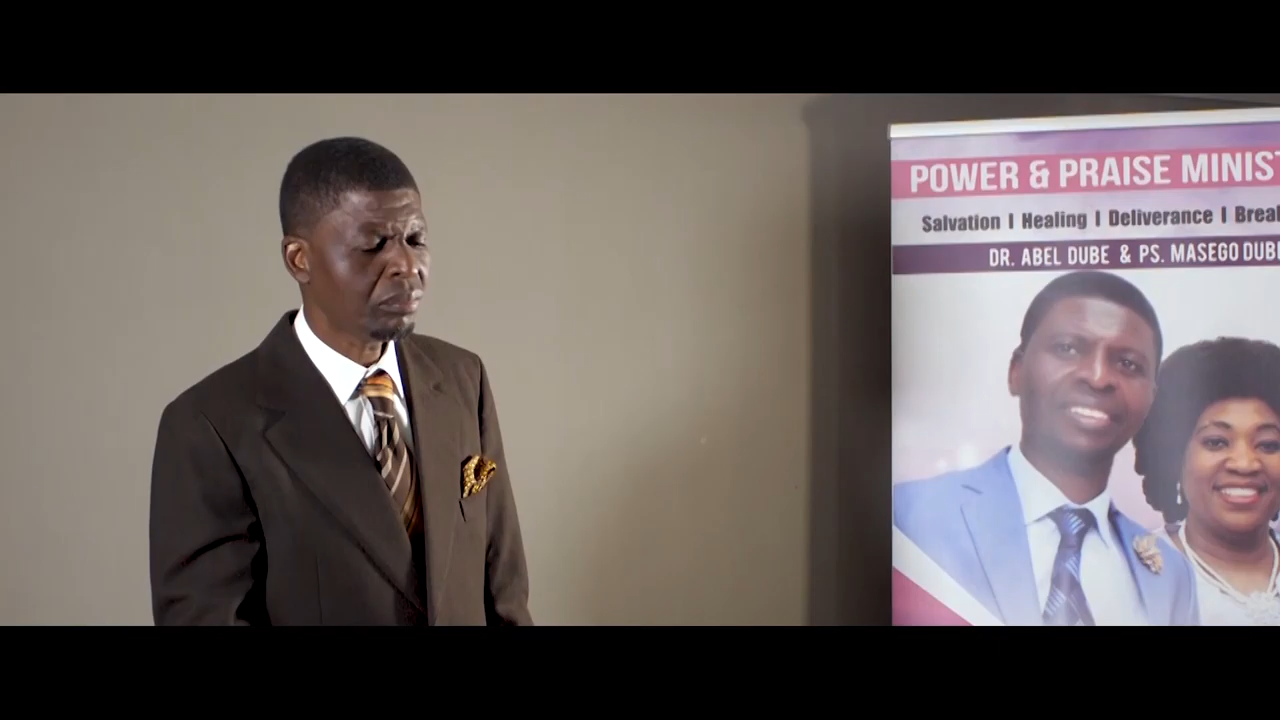 POWER & PRAISE MINIST
Salvation I Healing I Deliverance I Brea
DR. ABEL DUBE & PS. MASEGO DUB